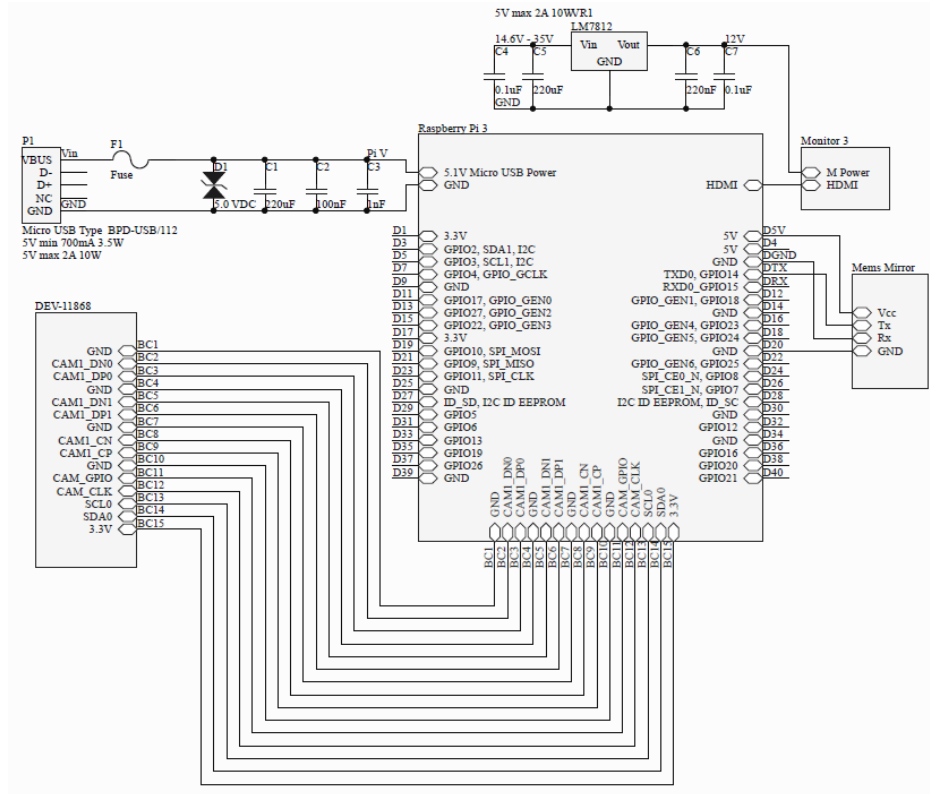 5V max 2A 10WVR1
LM7812
14.6V - 35V
C4
C5
Vin
Vout
GND
12V
C6
C7
0.1uF
220uF
220nF
0.1uF
GND
P1
VBUS
D-
D+
NC
GND
Vin
GND
F1
Fuse
D1
5.0 VDC
C1
220uF
C2
100nF
C3
1nF
Pi V
Micro USB Type BPD-USB/112
5V min 700mA 3.5W
5V max 2A 10W
Raspberry Pi 3
5.1V Micro USB Power
GND
HDMI
Monitor 3
M Power
HDMI
D1 3.3V
D3 GPIO2, SDA1, I2C
D5 GPIO3, SCL1, I2C
D7 GPIO4, GPIO_GCLK
D9 GND
D11 GPIO17, GPIO_GEN0
D13 GPIO27, GPIO_GEN2
D15 GPIO22, GPIO_GEN3
D17 3.3V
D19 GPIO10, SPI_MOSI
D21 GPIO9, SPI_MISO
D23 GPIO11, SPI_CLK
D25 GND
D27 ID_SD, I2C ID EEPROM
D29 GPIO5
D31 GPIO6
D33 GPIO13
D35 GPIO19
D37 GPIO26
D39 GND
5V D5V
5V D4
GND DGND
TXD0, GPIO14 DTX
RXD0_GPIO15 DRX
GPIO_GEN1, GPIO18 D12
GND D14
GPIO_GEN4, GPIO23 D16
GPIO_GEN5, GPIO24 D18
GND D20
GPIO_GEN6, GPIO25 D22
SPI_CE0_N, GPIO8 D24
SPI_CE1_N, GPIO7 D26
I2C ID EEPROM, ID_SC D28
GND D30
GPIO12 D32
GND D34
GPIO16 D36
GPIO20 D38
GPIO21 D40
Mems Mirror
Vcc
Tx
Rx
GND
DEV-11868
GND BC1
CAM1_DN0 BC2
CAM1_DP0 BC3
GND BC4
CAM1_DN1 BC5
CAM1_DP1 BC6
GND BC7
CAM1_CN BC8
CAM1_CP BC9
GND BC10
CAM_GPIO BC11
CAM_CLK BC12
SCL0 BC13
SDA0 BC14
3.3V BC15
GND
CAM1_DN0
CAM1_DP0
GND
CAM1_DN1
CAM1_DP1
GND
CAM1_CN
CAM1_CP
GND
CAM_GPIO
CAM_CLK
SCL0
SDA0
3.3V
BC1
BC2
BC3
BC4
BC5
BC6
BC7
BC8
BC9
BC10
BC11
BC12
BC13
BC14
BC15